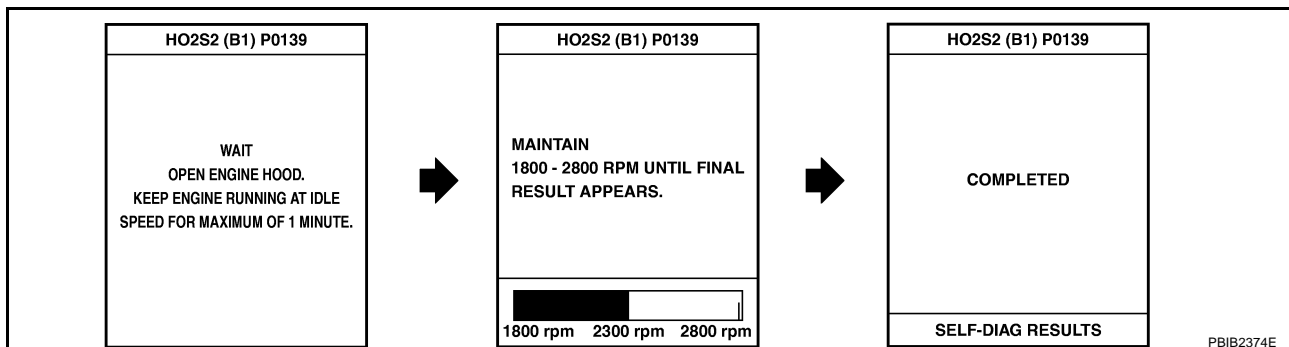 HO2S2 (B1) P0139
WAIT
OPEN ENGINE HOOD.
KEEP ENGINE RUNNING AT IDLE
SPEED FOR MAXIMUM OF 1 MINUTE.
HO2S2 (B1) P0139
MAINTAIN
1800 - 2800 RPM UNTIL FINAL
RESULT APPEARS.
1800 rpm 2300 rpm 2800 rpm
HO2S2 (B1) P0139
COMPLETED
SELF-DIAG RESULTS
PBIB2374E